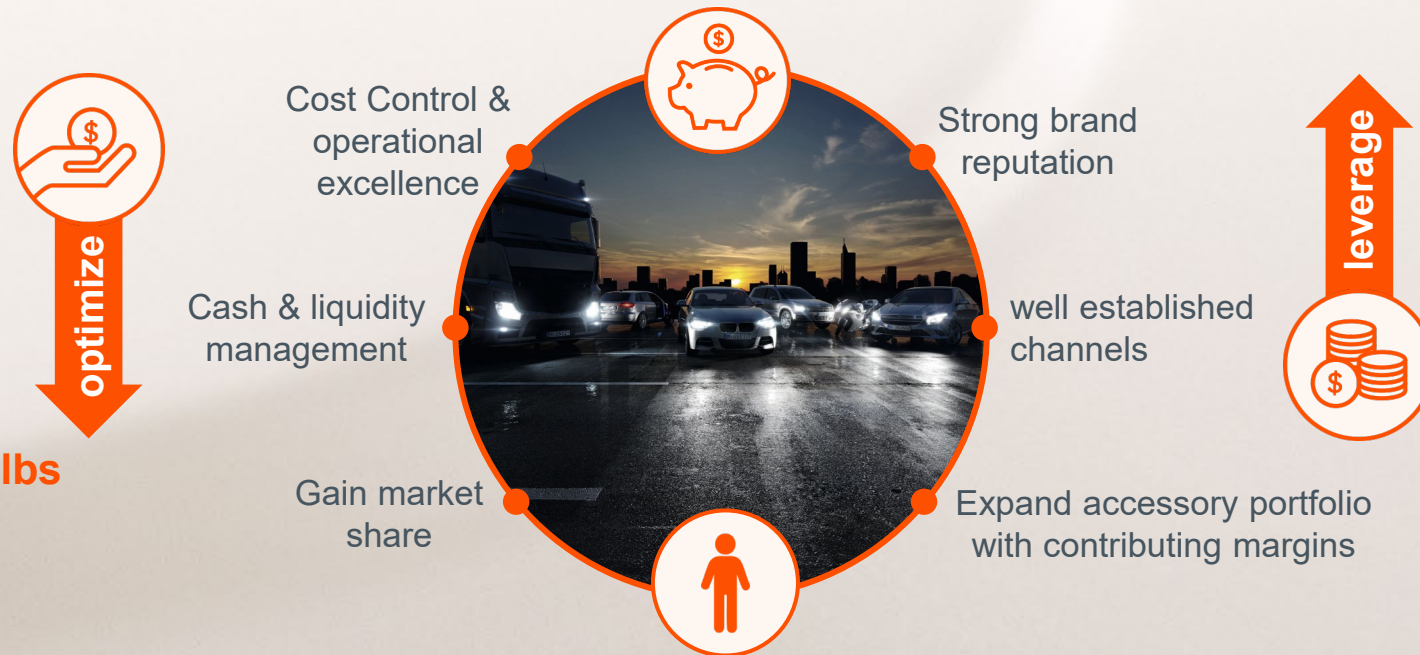 optimize
lbs
Cost Control &
operational
excellence
Cash & liquidity
management
Gain market
share
$
$
Strong brand
reputation
well established
channels
Expand accessory portfolio
with contributing margins
leverage
$